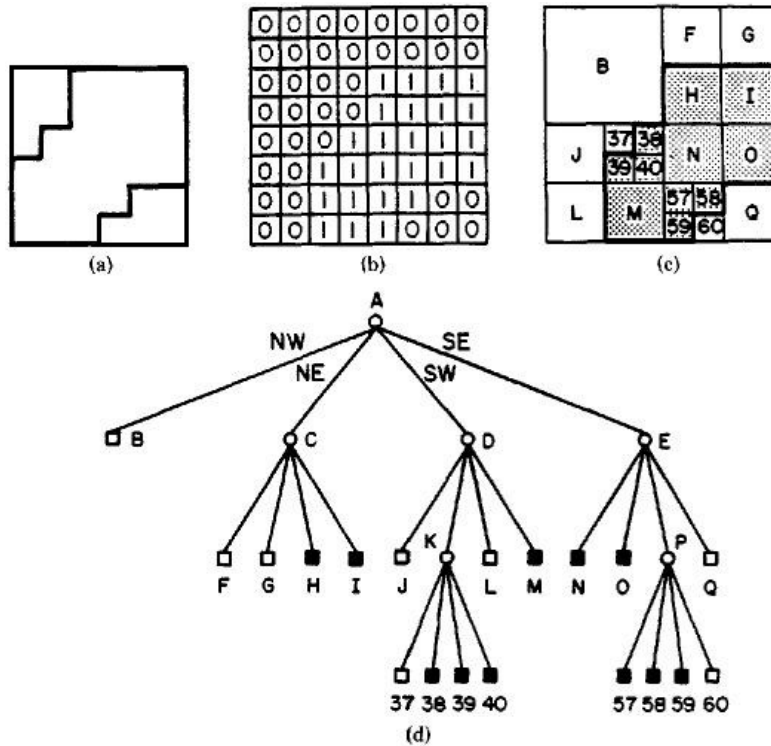 (a)
0 0 0 0 0 0 0 0
0 0 0 0 0 0 0 0
0 0 0 0 1 1 1 1
0 0 0 0 1 1 1 1
0 0 0 1 1 1 1 1
0 0 1 1 1 1 1 1
0 0 1 1 1 1 0 0
0 0 1 1 1 0 0 0
(b)
F G
B
H I
37 38
J N O
39 40
57 58
L M Q
59 60
(c)
A
NW SE
NE SW
B C D E
K P
F G H I J L M N O Q
37 38 39 40 57 58 59 60
(d)